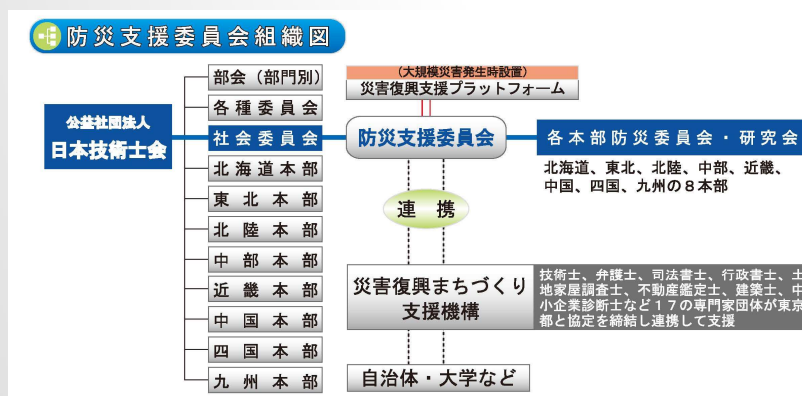 防災支援委員会組織図
部会（部門別）
各種委員会
社会委員会
北海道本部
東北本部
北陸本部
中部本部
近畿本部
中国本部
四国本部
九州本部
公益社団法人
日本技術士会
（大規模災害発生時設置）
災害復興支援プラットフォーム
防災支援委員会
連携
災害復興まちづくり
支援機構
自治体・大学など
各本部防災委員会・研究会
北海道、東北、北陸、中部、近畿、
中国、四国、九州の８本部
技術士、弁護士、司法書士、行政書士、土
地家屋調査士、不動産鑑定士、建築士、中
小企業診断士など１７の専門家団体が東京
都と協定を締結し連携して支援